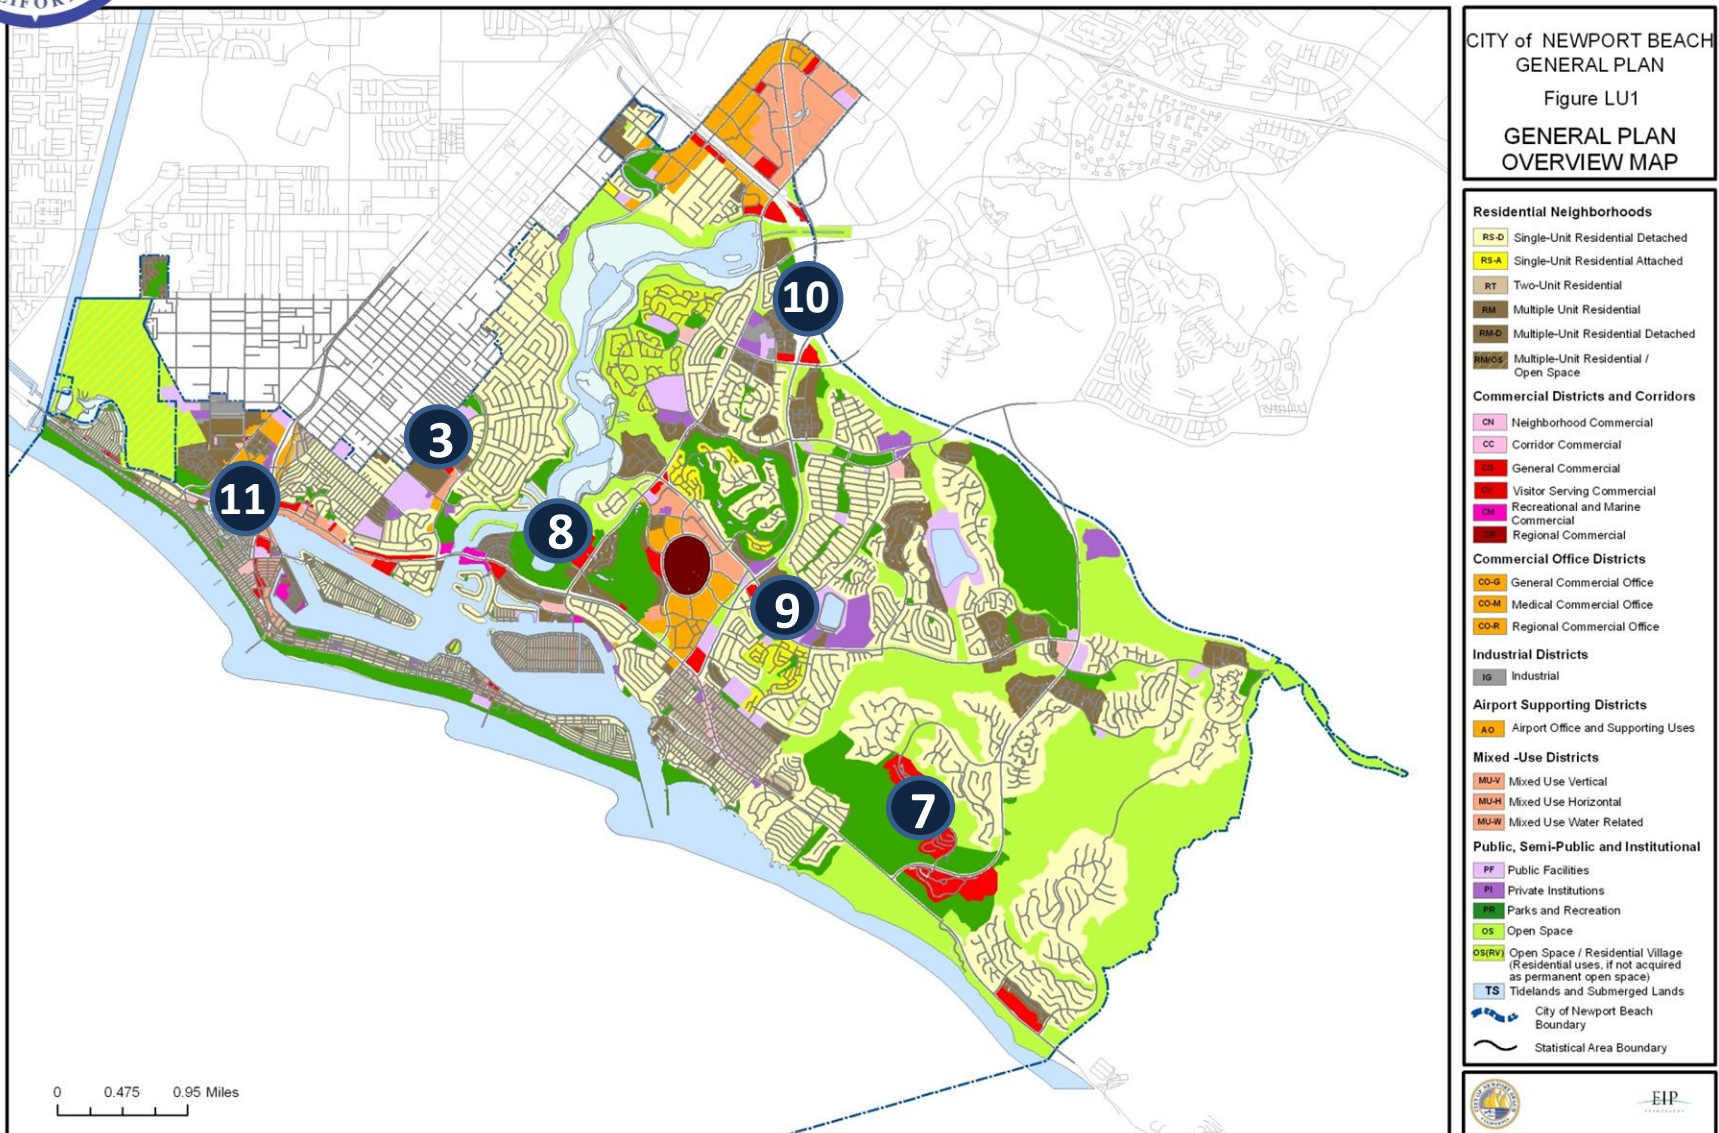 CITY of NEWPORT BEACH
GENERAL PLAN
Figure LU1
GENERAL PLAN
OVERVIEW MAP
Residential Neighborhoods
RS-D Single-Unit Residential Detached
RS-A Single-Unit Residential Attached
RT Two-Unit Residential
RM Multiple Unit Residential
RM-D Multiple-Unit Residential Detached
RM/OS Multiple-Unit Residential /
Open Space
Commercial Districts and Corridors
CN Neighborhood Commercial
CC Corridor Commercial
CG General Commercial
CV Visitor Serving Commercial
CM Recreational and Marine
Commercial
CR Regional Commercial
Commercial Office Districts
CO-G General Commercial Office
CO-M Medical Commercial Office
CO-R Regional Commercial Office
Industrial Districts
IG Industrial
Airport Supporting Districts
AO Airport Office and Supporting Uses
Mixed -Use Districts
MU-V Mixed Use Vertical
MU-H Mixed Use Horizontal
MU-W Mixed Use Water Related
Public, Semi-Public and Institutional
PF Public Facilities
PI Private Institutions
PR Parks and Recreation
OS Open Space
OS(RV) Open Space / Residential Village
(Residential uses, if not acquired
as permanent open space)
TS Tidelands and Submerged Lands
City of Newport Beach
Boundary
Statistical Area Boundary
EIP
10
3
11
8
9
7
0 0.475 0.95 Miles